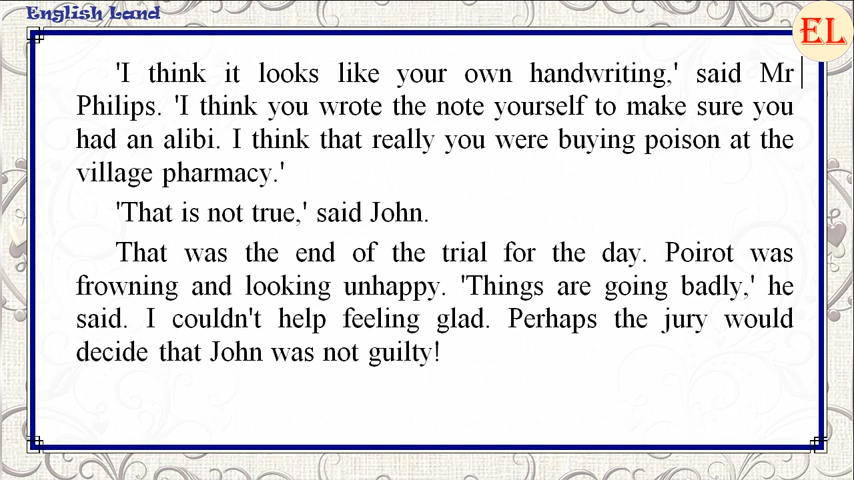 English Land
EL
'I think it looks like your own handwriting,' said Mr
Philips. 'I think you wrote the note yourself to make sure you
had an alibi. I think that really you were buying poison at the
village pharmacy.'
'That is not true,' said John.
That was the end of the trial for the day. Poirot was
frowning and looking unhappy. 'Things are going badly,' he
said. I couldn't help feeling glad. Perhaps the jury would
decide that John was not guilty!